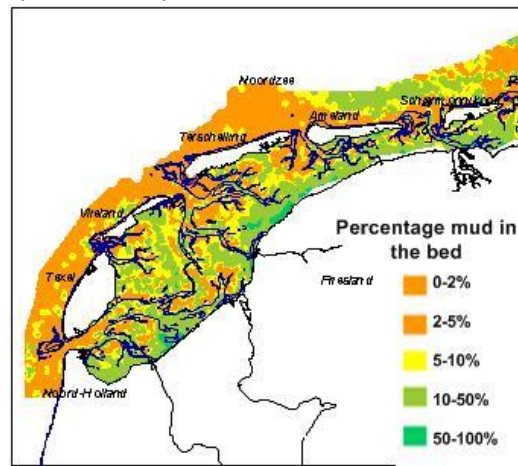 Noordzee
Ameland
Terschelling
Vlieland
Texel
Friesland
Noord-Holland
Percentage mud in
the bed
0-2%
2-5%
5-10%
10-50%
50-100%